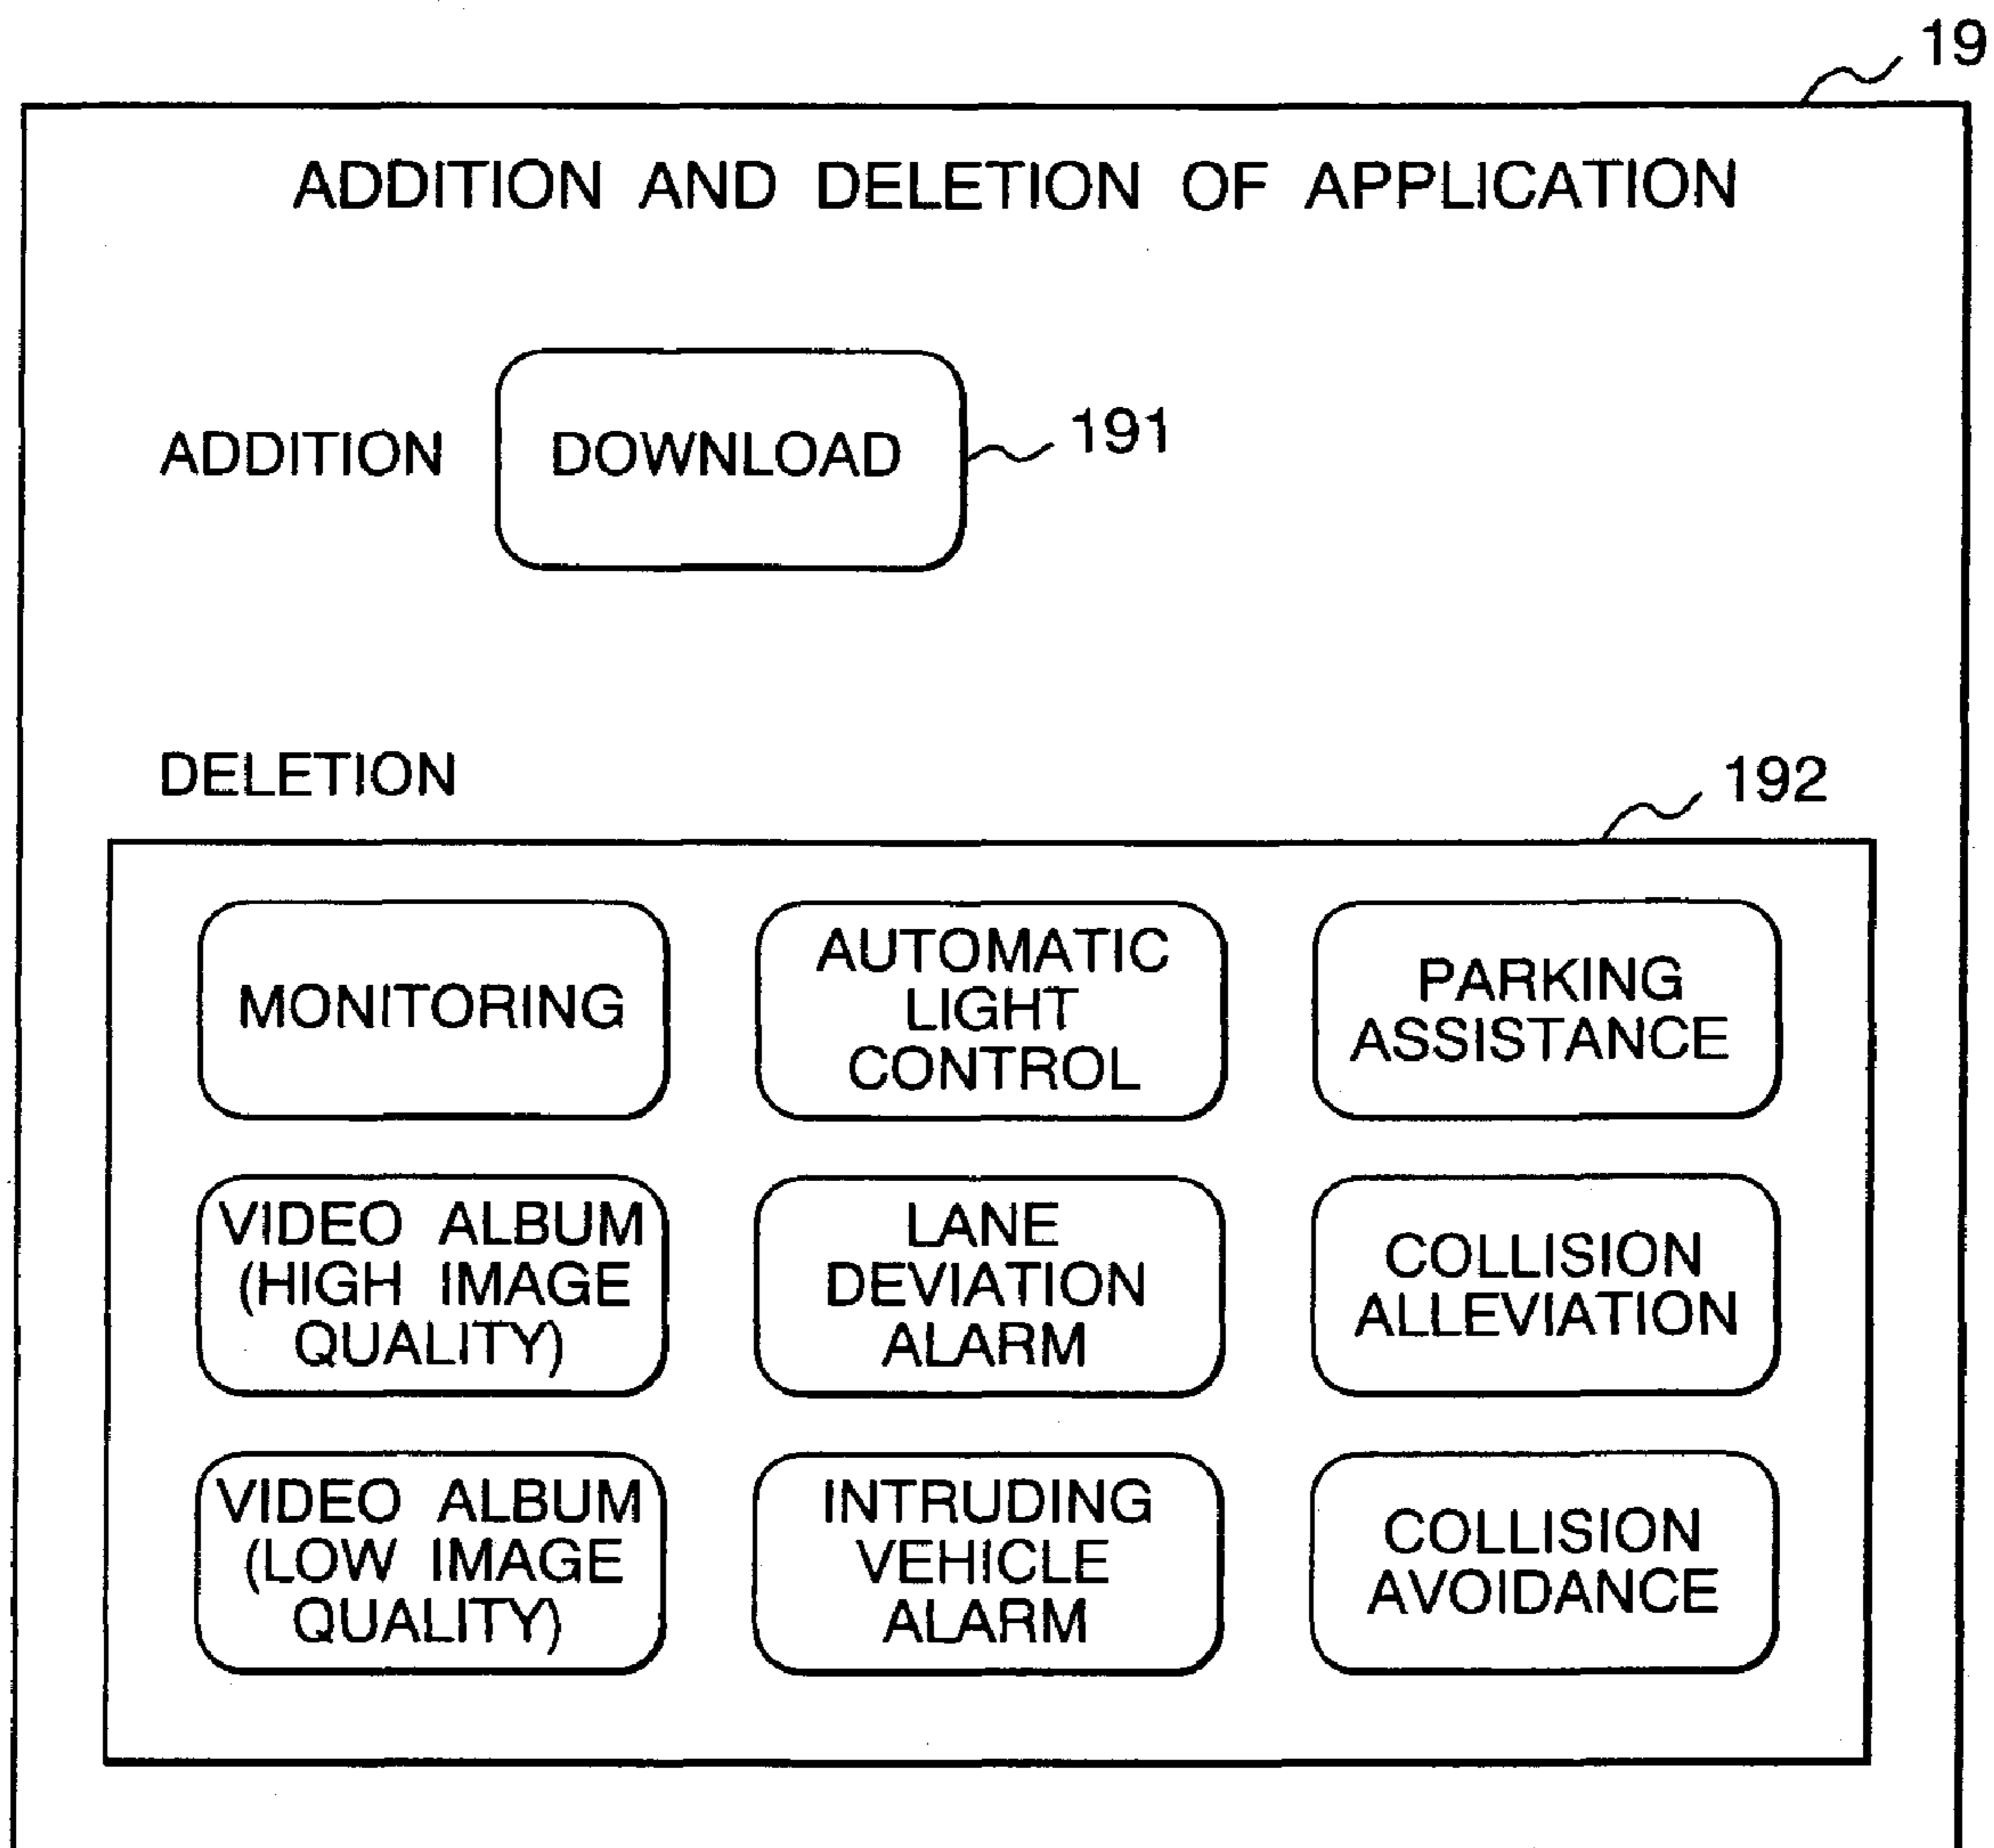 19
ADDITION AND DELETION OF APPLICATION
ADDITION
DOWNLOAD
191
DELETION
192
MONITORING
AUTOMATIC
LIGHT
CONTROL
PARKING
ASSISTANCE
VIDEO ALBUM
(HIGH IMAGE
QUALITY)
LANE
DEVIATION
ALARM
COLLISION
ALLEVIATION
VIDEO ALBUM
(LOW IMAGE
QUALITY)
INTRUDING
VEHICLE
ALARM
COLLISION
AVOIDANCE